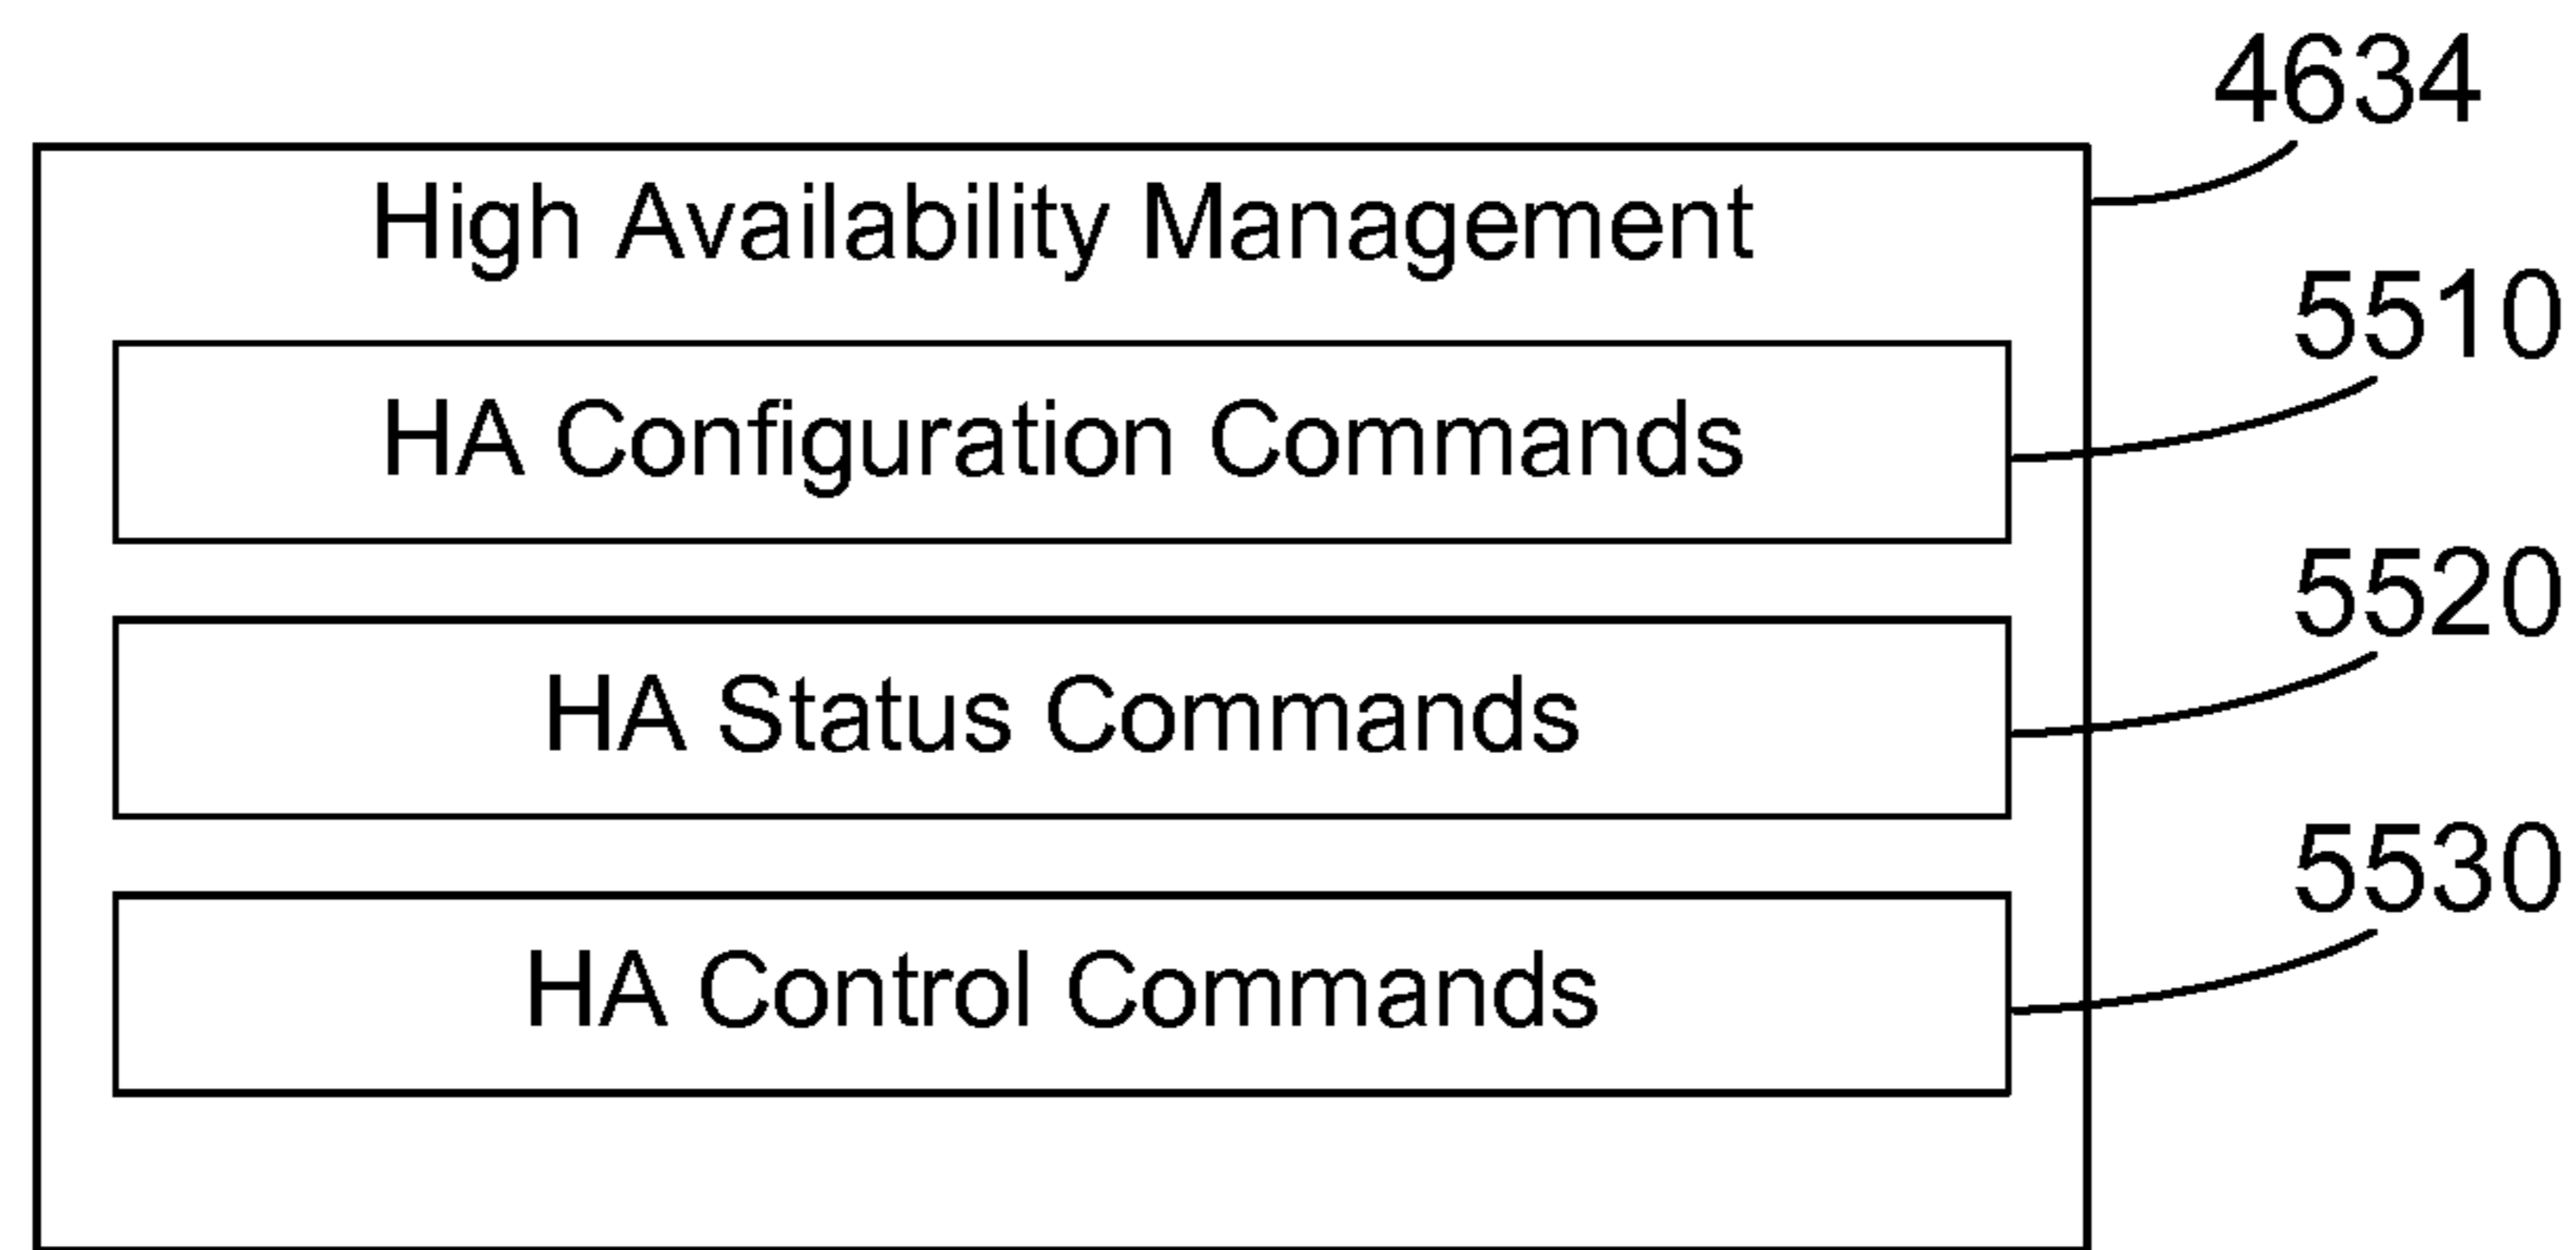 4634
High Availability Management
5510
HA Configuration Commands
5520
HA Status Commands
5530
HA Control Commands